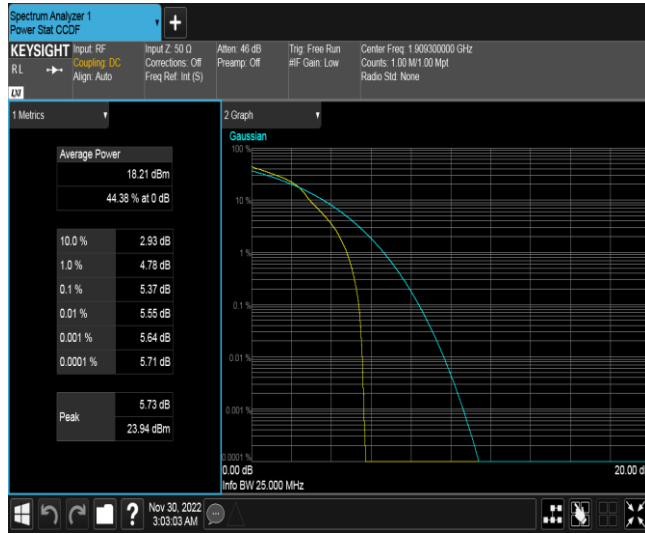 Spectrum Analyzer 1
Power Stat CCDF
+
KEYSIGHT
RL
LXI
Input: RF
Coupling: DC
Align: Auto
Input Z: 50 Ω
Corrections: Off
Freq Ref: Int (S)
Atten: 46 dB
Preamp: Off
Trig: Free Run
#IF Gain: Low
Center Freq: 1.909300000 GHz
Counts: 1.00 M/1.00 Mpt
Radio Std: None
1 Metrics
Average Power
18.21 dBm
44.38 % at 0 dB
10.0 % 2.93 dB
1.0 % 4.78 dB
0.1 % 5.37 dB
0.01 % 5.55 dB
0.001 % 5.64 dB
0.0001 % 5.71 dB
Peak
5.73 dB
23.94 dBm
2 Graph
Gaussian
100 %
10 %
1 %
0.1 %
0.01 %
0.001 %
0.0001 %
0.00 dB 20.00 d
Info BW 25.000 MHz
?
Nov 30, 2022
3:03:03 AM